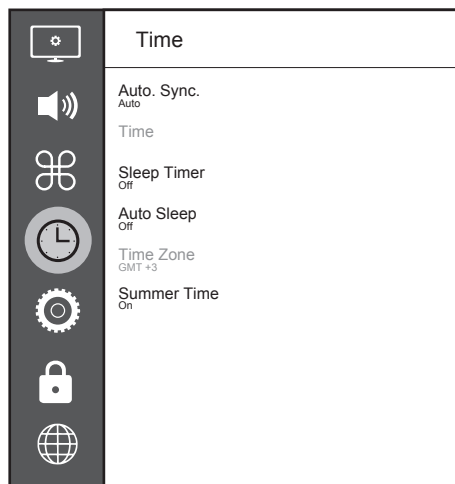 Time
Auto. Sync.
Auto
Time
Sleep Timer
Off
Auto Sleep
Off
Time Zone
GMT +3
Summer Time
On